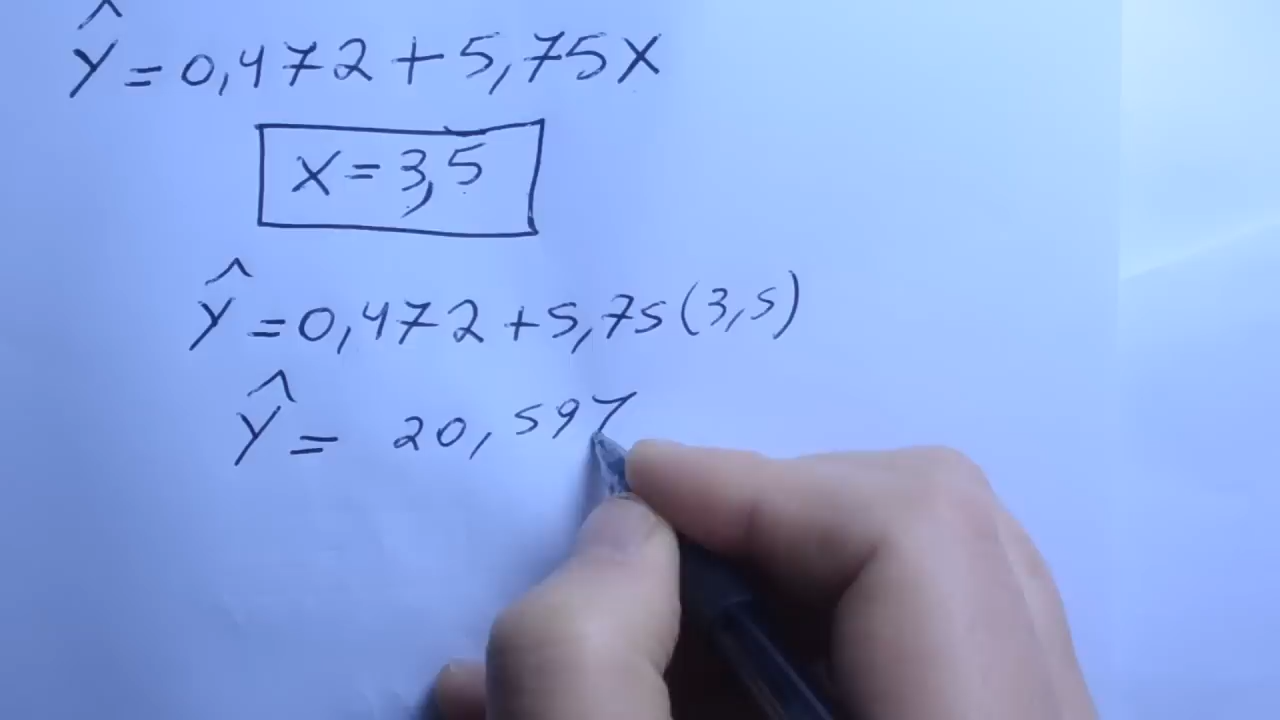 Ŷ = 0,472 + 5,75X
X = 3,5
Ŷ = 0,472 + 5,75(3,5)
Ŷ = 20,597